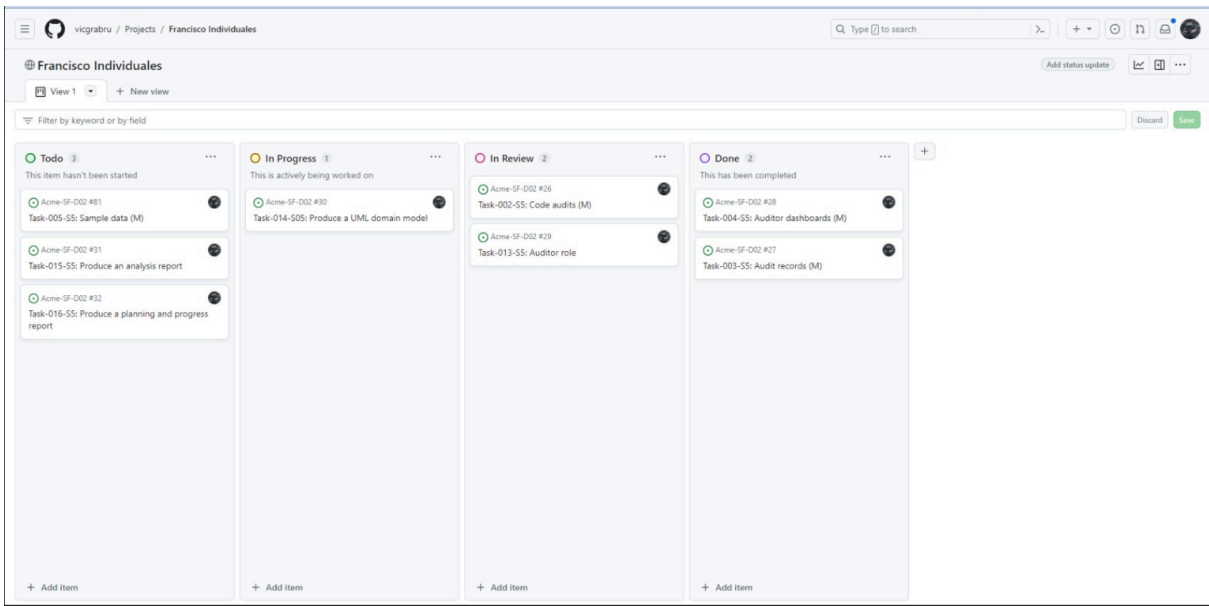 vicgrabru / Projects / Francisco Individuales
Type / to search
Francisco Individuales
Add status update
View 1
+ New view
Filter by keyword or by field
Discard
Save
Todo 3
This item hasn't been started
Acme-SF-D02 #81
Task-005-S5: Sample data (M)
Acme-SF-D02 #31
Task-015-S5: Produce an analysis report
Acme-SF-D02 #32
Task-016-S5: Produce a planning and progress
report
+ Add item
In Progress 1
This is actively being worked on
Acme-SF-D02 #30
Task-014-S05: Produce a UML domain model
+ Add item
In Review 2
Acme-SF-D02 #26
Task-002-S5: Code audits (M)
Acme-SF-D02 #29
Task-013-S5: Auditor role
+ Add item
Done 2
This has been completed
Acme-SF-D02 #28
Task-004-S5: Auditor dashboards (M)
Acme-SF-D02 #27
Task-003-S5: Audit records (M)
+ Add item